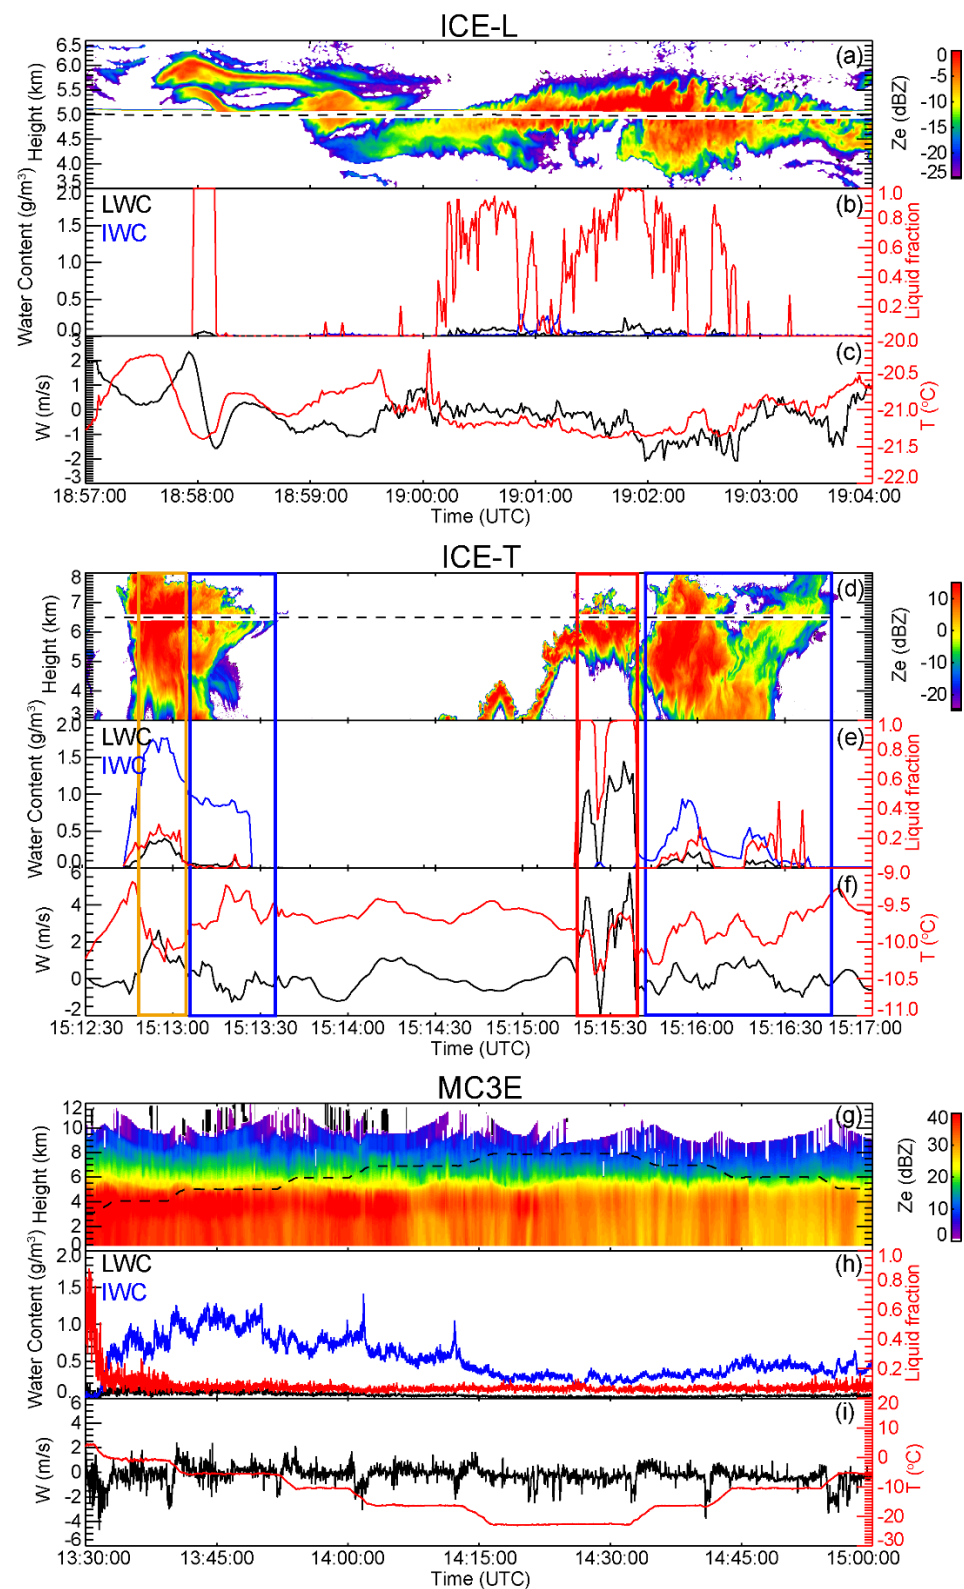 ICE-L
(a)
Height (km)
6.5
6.0
5.5
5.0
4.5
4.0
3.5
Ze (dBZ)
0
-5
-10
-15
-20
-25
(b)
LWC
IWC
Water Content (g/m³)
2.0
1.5
1.0
0.5
0.0
Liquid fraction
1.0
0.8
0.6
0.4
0.2
(c)
W (m/s)
3
2
1
0
-1
-2
-3
T (°C)
-20.0
-20.5
-21.0
-21.5
-22.0
18:57:00 18:58:00 18:59:00 19:00:00 19:01:00 19:02:00 19:03:00 19:04:00
Time (UTC)
ICE-T
(d)
Height (km)
8
7
6
5
4
3
Ze (dBZ)
10
0
-10
-20
(e)
LWC
IWC
Water Content (g/m³)
2.0
1.5
1.0
0.5
0.0
Liquid fraction
1.0
0.8
0.6
0.4
0.2
(f)
W (m/s)
6
4
2
0
-2
T (°C)
-9.0
-9.5
-10.0
-10.5
-11.0
15:12:30 15:13:00 15:13:30 15:14:00 15:14:30 15:15:00 15:15:30 15:16:00 15:16:30 15:17:00
Time (UTC)
MC3E
(g)
Height (km)
12
10
8
6
4
2
0
Ze (dBZ)
40
30
20
10
0
(h)
LWC
IWC
Water Content (g/m³)
2.0
1.5
1.0
0.5
0.0
Liquid fraction
1.0
0.8
0.6
0.4
0.2
(i)
W (m/s)
6
4
2
0
-2
-4
-6
T (°C)
20
10
0
-10
-20
-30
13:30:00 13:45:00 14:00:00 14:15:00 14:30:00 14:45:00 15:00:00
Time (UTC)